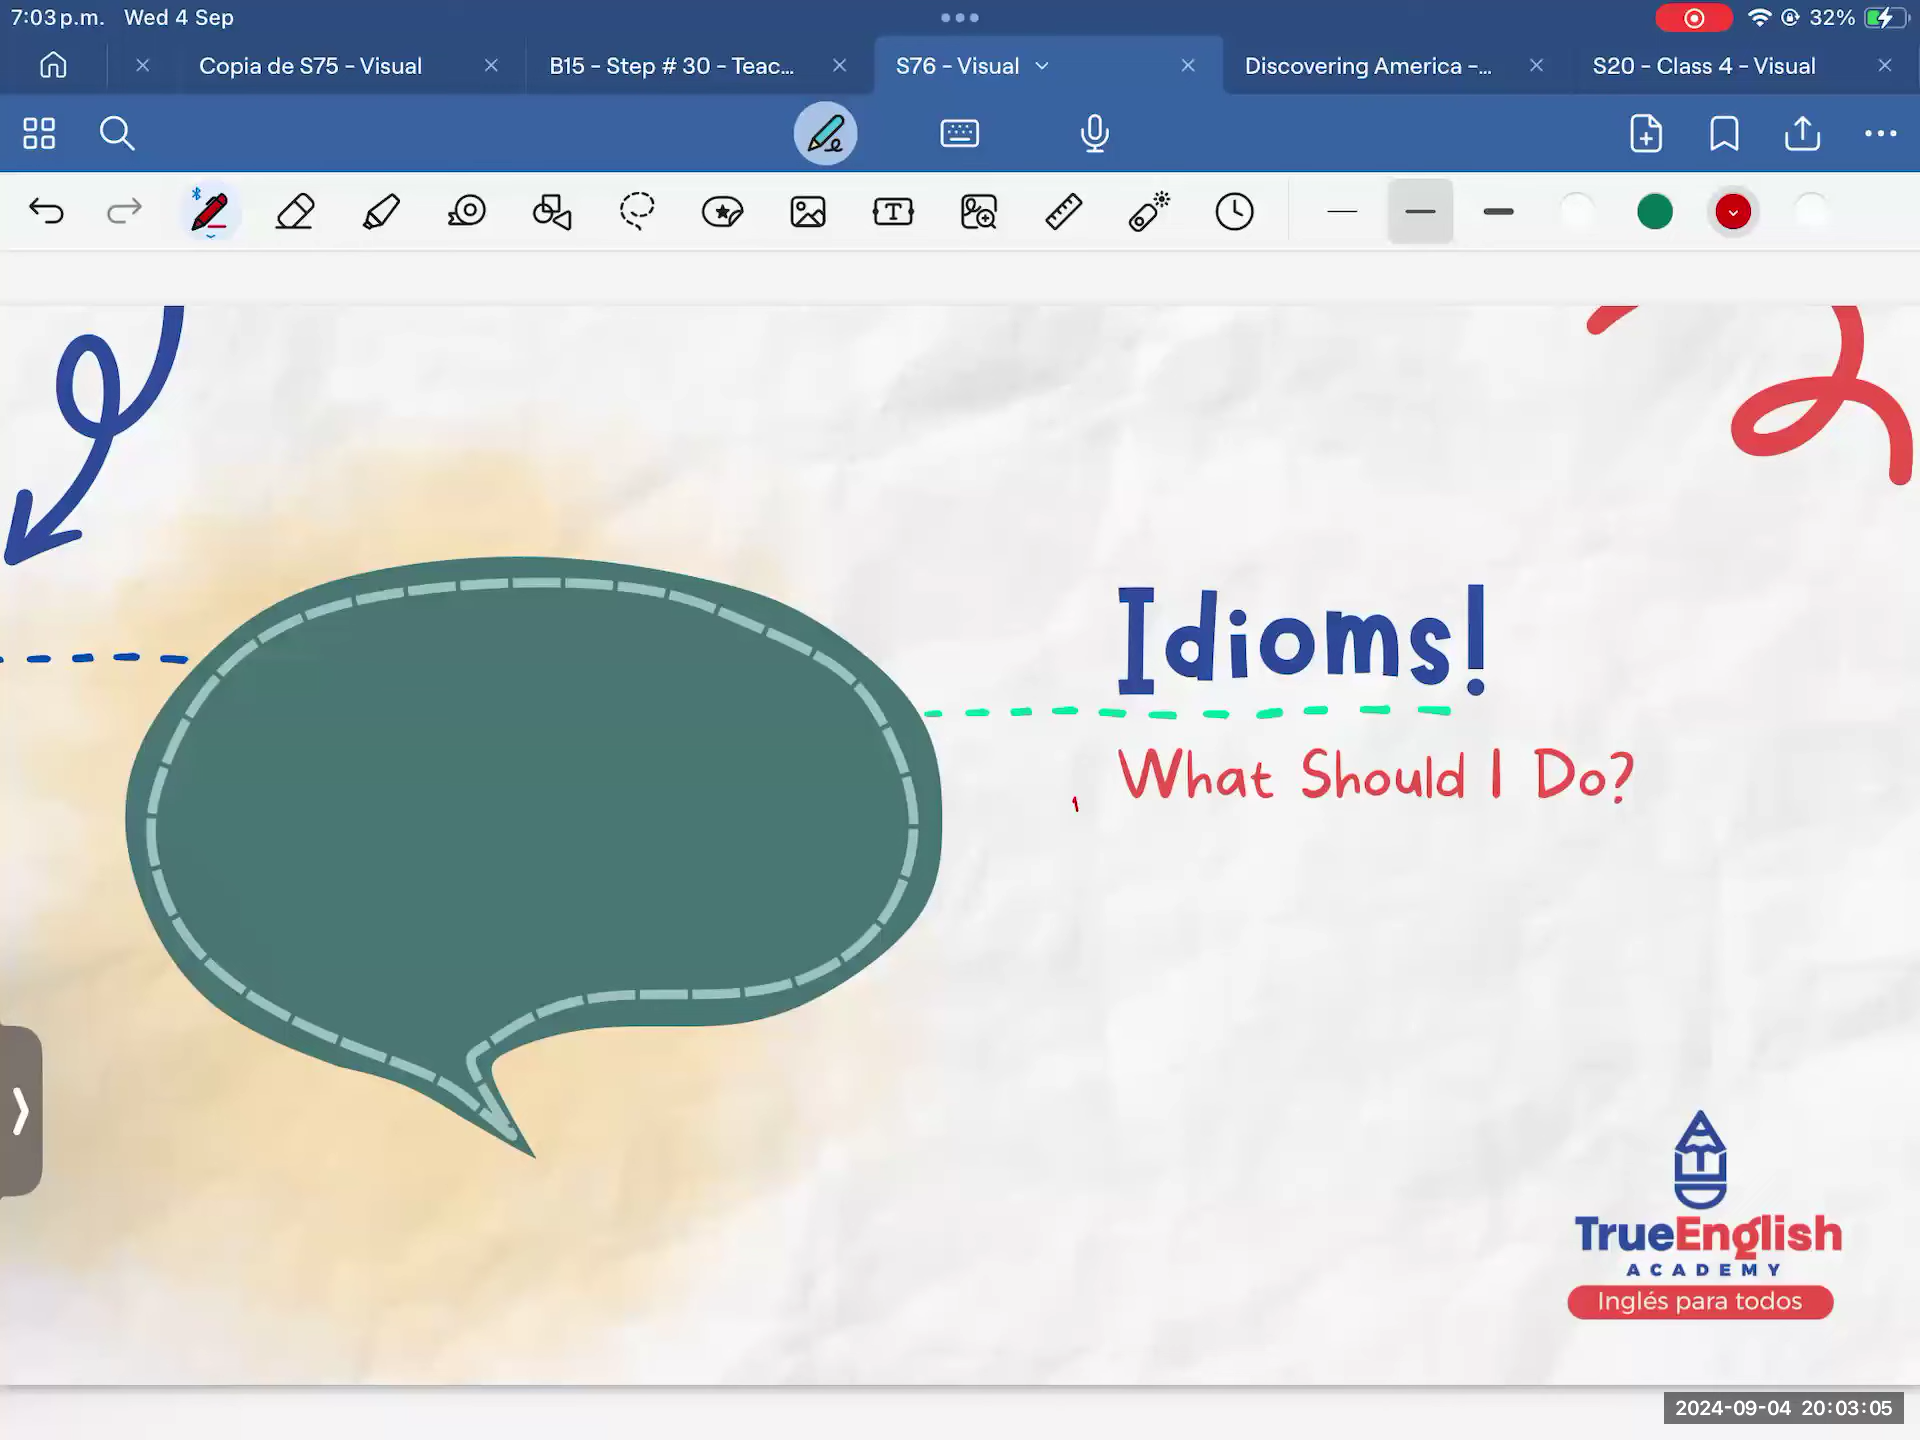 7:03 p.m. Wed 4 Sep
32%
Copia de S75 – Visual
B15 – Step # 30 – Teac...
S76 – Visual
Discovering America –...
S20 – Class 4 – Visual
Idioms!
What Should I Do?
TrueEnglish
ACADEMY
Inglés para todos
2024-09-04 20:03:05